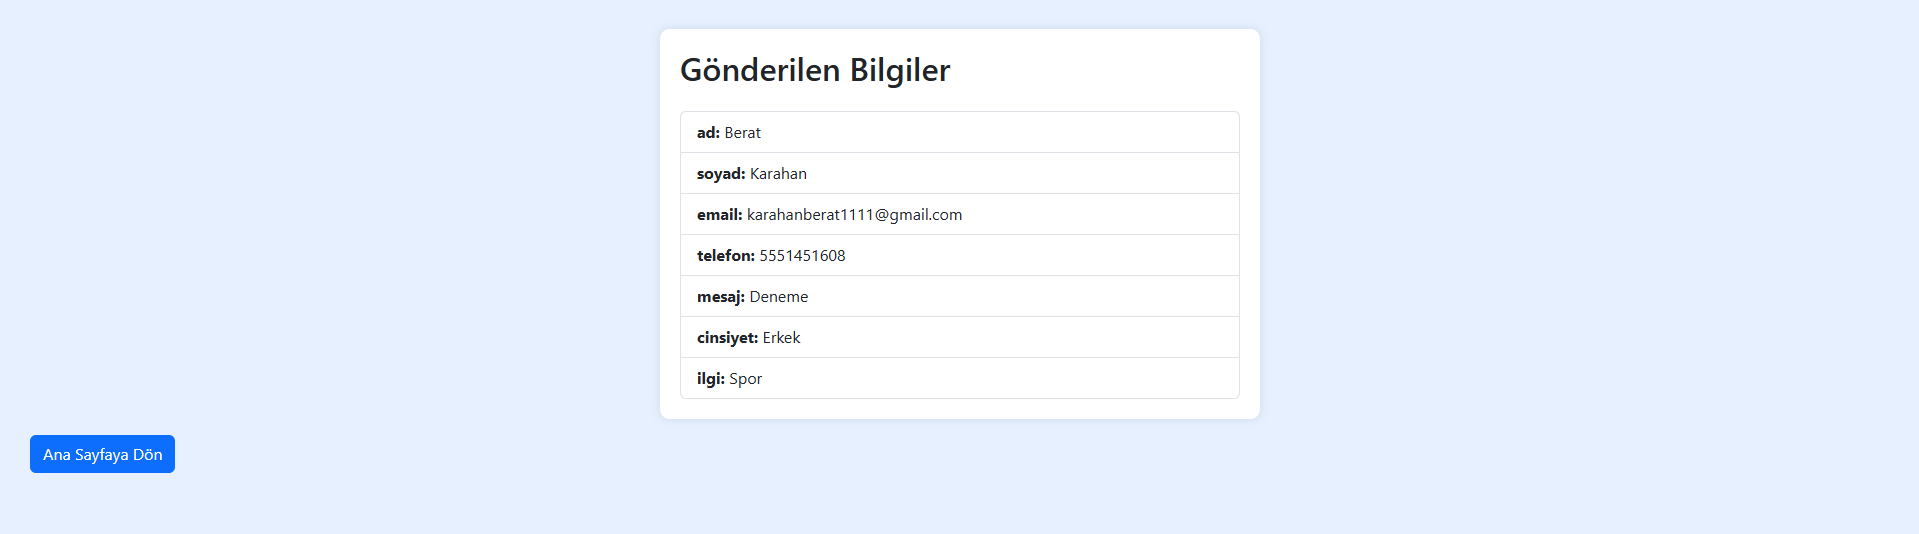 Gönderilen Bilgiler
ad: Berat
soyad: Karahan
email: karahanberat1111@gmail.com
telefon: 5551451608
mesaj: Deneme
cinsiyet: Erkek
ilgi: Spor
Ana Sayfaya Dön